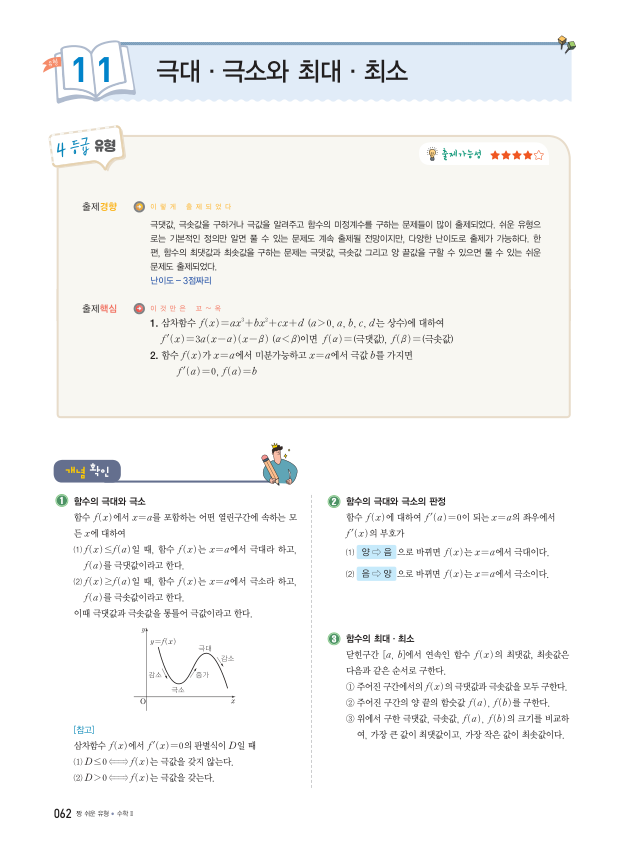 유형
11
극대·극소와 최대·최소
4등급 유형
출제가능성 ★★★★☆
출제경향 이렇게 출제되었다
극댓값, 극솟값을 구하거나 극값을 알려주고 함수의 미정계수를 구하는 문제들이 많이 출제되었다. 쉬운 유형으
로는 기본적인 정의만 알면 풀 수 있는 문제도 계속 출제될 전망이지만, 다양한 난이도로 출제가 가능하다. 한
편, 함수의 최댓값과 최솟값을 구하는 문제는 극댓값, 극솟값 그리고 양 끝값을 구할 수 있으면 풀 수 있는 쉬운
문제도 출제되었다.
난이도 – 3점짜리
출제핵심 이것만은 꼬~옥
1. 삼차함수 f(x)=ax³+bx²+cx+d (a>0, a, b, c, d는 상수)에 대하여
f′(x)=3a(x−α)(x−β) (α<β)이면 f(α)=(극댓값), f(β)=(극솟값)
2. 함수 f(x)가 x=a에서 미분가능하고 x=a에서 극값 b를 가지면
f′(a)=0, f(a)=b
개념 확인
1 함수의 극대와 극소
함수 f(x)에서 x=a를 포함하는 어떤 열린구간에 속하는 모
든 x에 대하여
⑴ f(x)≤f(a)일 때, 함수 f(x)는 x=a에서 극대라 하고,
f(a)를 극댓값이라고 한다.
⑵ f(x)≥f(a)일 때, 함수 f(x)는 x=a에서 극소라 하고,
f(a)를 극솟값이라고 한다.
이때 극댓값과 극솟값을 통틀어 극값이라고 한다.
y
y=f(x)
극대
감소
감소
증가
극소
O
x
[참고]
삼차함수 f(x)에서 f′(x)=0의 판별식이 D일 때
⑴ D≤0⟺f(x)는 극값을 갖지 않는다.
⑵ D>0⟺f(x)는 극값을 갖는다.
2 함수의 극대와 극소의 판정
함수 f(x)에 대하여 f′(a)=0이 되는 x=a의 좌우에서
f′(x)의 부호가
⑴ 양⇨음 으로 바뀌면 f(x)는 x=a에서 극대이다.
⑵ 음⇨양 으로 바뀌면 f(x)는 x=a에서 극소이다.
3 함수의 최대·최소
닫힌구간 [a, b]에서 연속인 함수 f(x)의 최댓값, 최솟값은
다음과 같은 순서로 구한다.
① 주어진 구간에서의 f(x)의 극댓값과 극솟값을 모두 구한다.
② 주어진 구간의 양 끝의 함숫값 f(a), f(b)를 구한다.
③ 위에서 구한 극댓값, 극솟값, f(a), f(b)의 크기를 비교하
여, 가장 큰 값이 최댓값이고, 가장 작은 값이 최솟값이다.
062 짱 쉬운 유형 • 수학Ⅱ